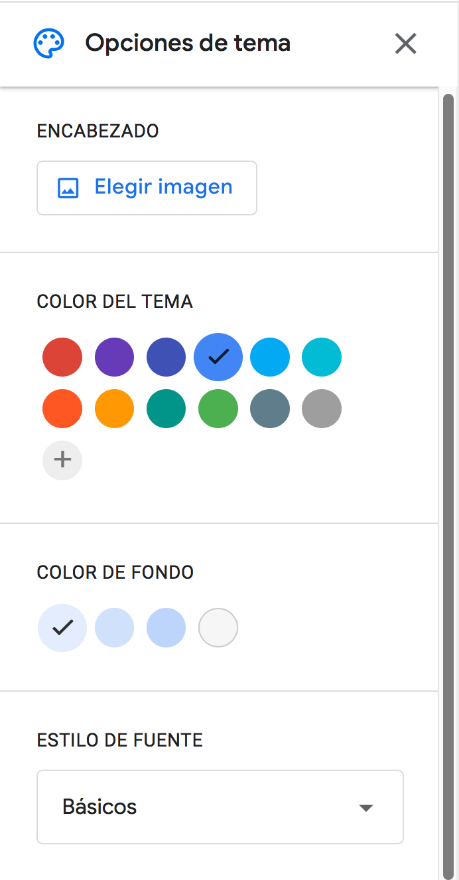 Opciones de tema
ENCABEZADO
Elegir imagen
COLOR DEL TEMA
COLOR DE FONDO
ESTILO DE FUENTE
Básicos